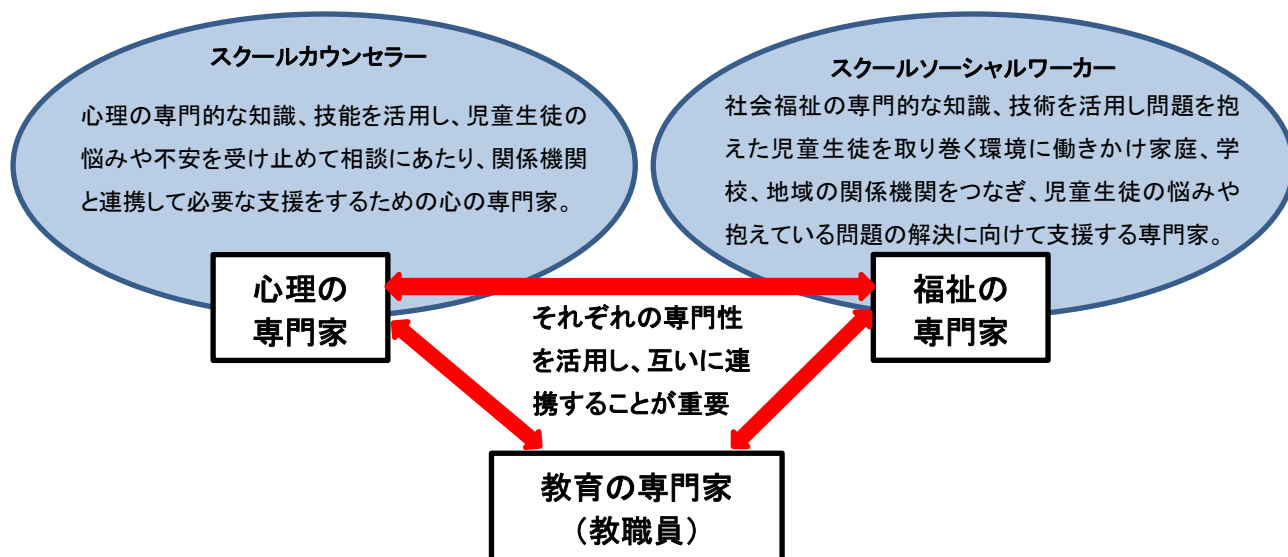 スクールカウンセラー
心理の専門的な知識、技能を活用し、児童生徒の
悩みや不安を受け止めて相談にあたり、関係機関
と連携して必要な支援をするための心の専門家。
スクールソーシャルワーカー
社会福祉の専門的な知識、技術を活用し問題を抱
えた児童生徒を取り巻く環境に働きかけ家庭、学
校、地域の関係機関をつなぎ、児童生徒の悩みや
抱えている問題の解決に向けて支援する専門家。
心理の
専門家
福祉の
専門家
それぞれの専門性
を活用し、互いに連
携することが重要
教育の専門家
（教職員）